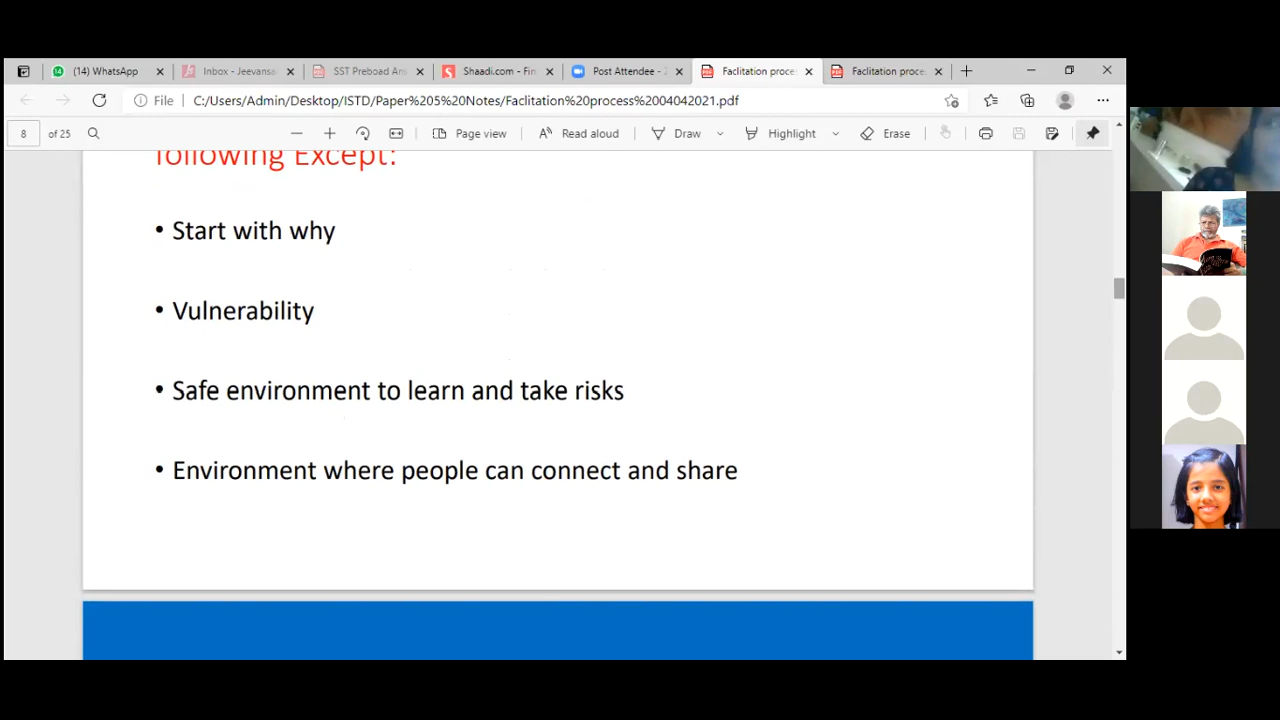 (14) WhatsApp
Inbox - Jeevansa
SST Preboad Ans
Shaadi.com - Fin
Post Attendee - Z
Faclitation proce
Faclitation proce
File C:/Users/Admin/Desktop/ISTD/Paper%205%20Notes/Faclitation%20process%2004042021.pdf
8 of 25 Page view Read aloud Draw Highlight Erase
following Except:
• Start with why
• Vulnerability
• Safe environment to learn and take risks
• Environment where people can connect and share